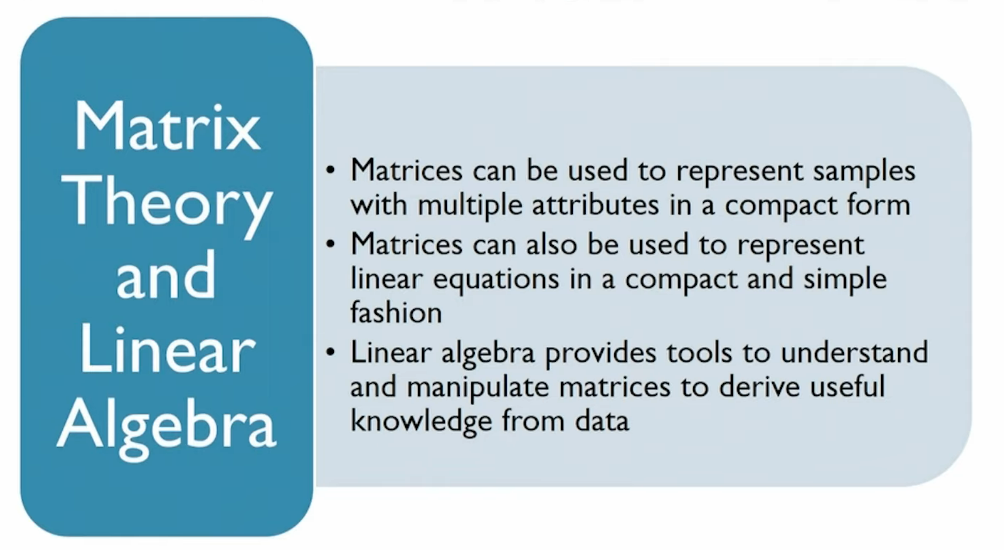 Matrix
Theory
and
Linear
Algebra
• Matrices can be used to represent samples
with multiple attributes in a compact form
• Matrices can also be used to represent
linear equations in a compact and simple
fashion
• Linear algebra provides tools to understand
and manipulate matrices to derive useful
knowledge from data